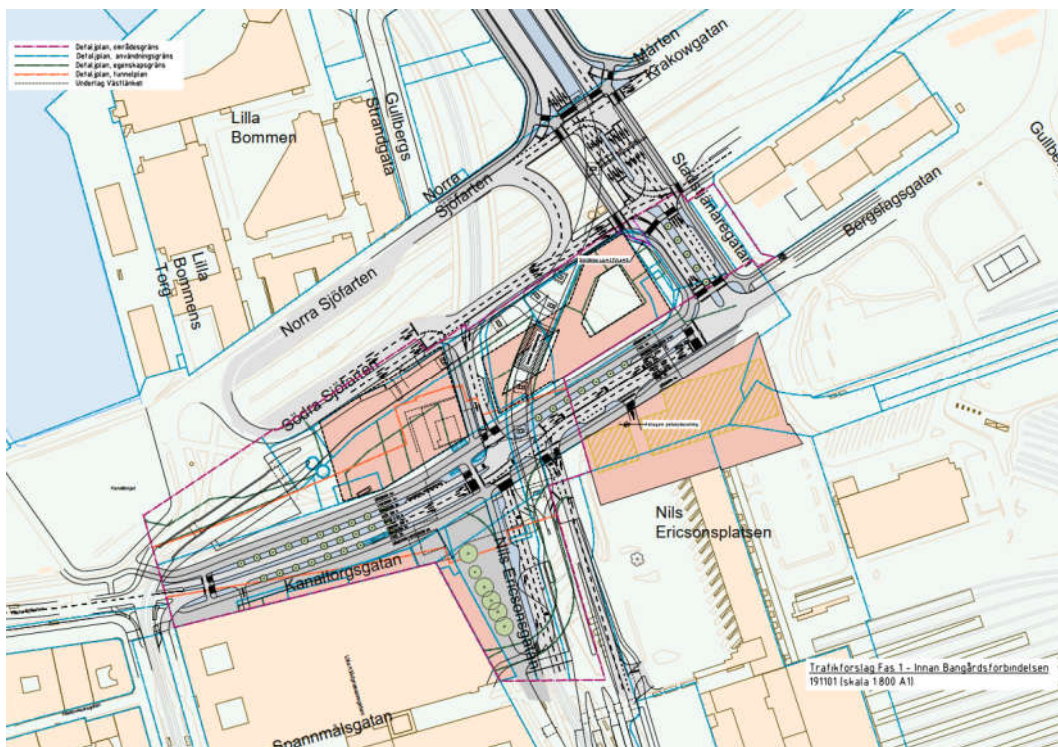 Detaljplan, områdesgräns
Detaljplan, användningsgräns
Detaljplan, egenskapsgräns
Detaljplan, tunnelplan
Underlag Västlänken
Lilla
Bommen
Gullbergs
Strandgata
Mårten
Krakowgatan
Norra
Sjöfarten
Stadstjänaregatan
Bergslagsgatan
Lilla
Bommens
Torg
Norra Sjöfarten
Södra Sjöfarten
Nils
Ericsonsplatsen
Nils Ericsonsgatan
Kanaltorgsgatan
Spannmålsgatan
Trafikförslag Fas 1 - Innan Bangårdsförbindelsen
191101 (skala 1:800 A1)